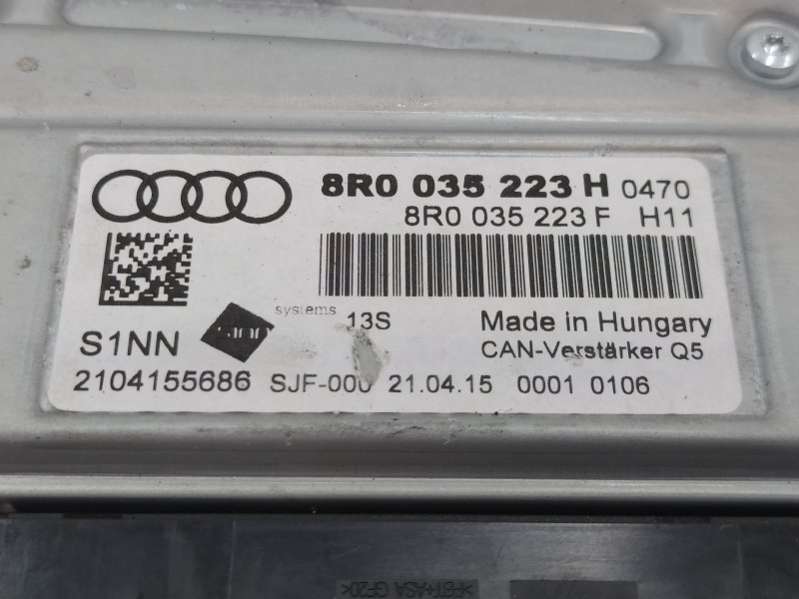 8R0 035 223 H 0470
8R0 035 223 F H11
systems 13S
Made in Hungary
S1NN
CAN-Verstärker Q5
2104155686 SJF-000 21.04.15 0001 0106